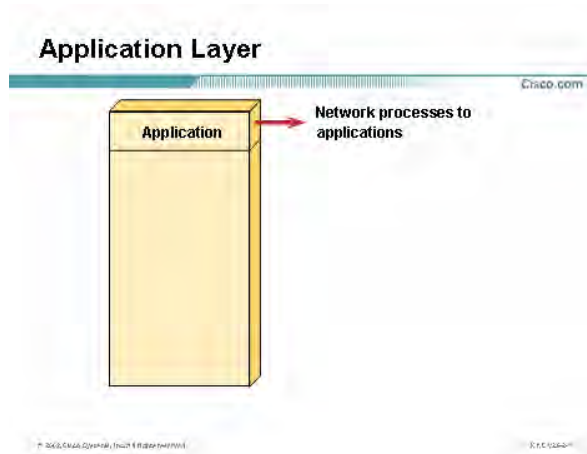 Application Layer
Cisco.com
Application
Network processes to
applications